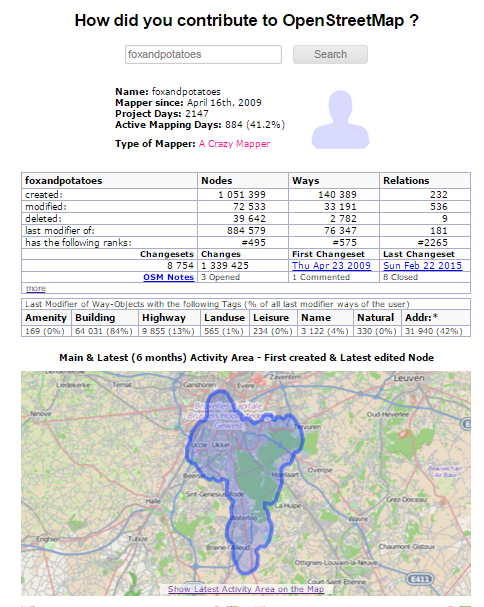 How did you contribute to OpenStreetMap ?
foxandpotatoes Search
Name: foxandpotatoes
Mapper since: April 16th, 2009
Project Days: 2147
Active Mapping Days: 884 (41.2%)
Type of Mapper: A Crazy Mapper
foxandpotatoes Nodes Ways Relations
created: 1 051 399 140 389 232
modified: 72 533 33 191 536
deleted: 39 642 2 782 9
last modifier of: 884 579 76 347 181
has the following ranks: #495 #575 #2265
Changesets Changes First Changeset Last Changeset
8 754 1 339 425 Thu Apr 23 2009 Sun Feb 22 2015
OSM Notes 3 Opened 1 Commented 8 Closed
more
Last Modifier of Way-Objects with the following Tags (% of all last modifier ways of the user)
Amenity Building Highway Landuse Leisure Name Natural Addr:*
169 (0%) 64 031 (84%) 9 855 (13%) 565 (1%) 234 (0%) 3 122 (4%) 330 (0%) 31 940 (42%)
Main & Latest (6 months) Activity Area - First created & Latest edited Node
Zaventem
Leuven
Liedekerke Ternat Ganshoren Evere
Ninove
Oud-Heverlee
Gewest
Tervuren
Uccle - Ukkel
Overijse
Sint-Genesius-Rode
Halle
La Hulpe
Grez-Doiceau
Waterloo
Wavre
Enghien
Tubize
Braine-l'Alleud
Chaumont-Gistoux
Ottignies-Louvain-la-Neuve
E411
Court-Saint-Étienne
Show Latest Activity Area on the Map